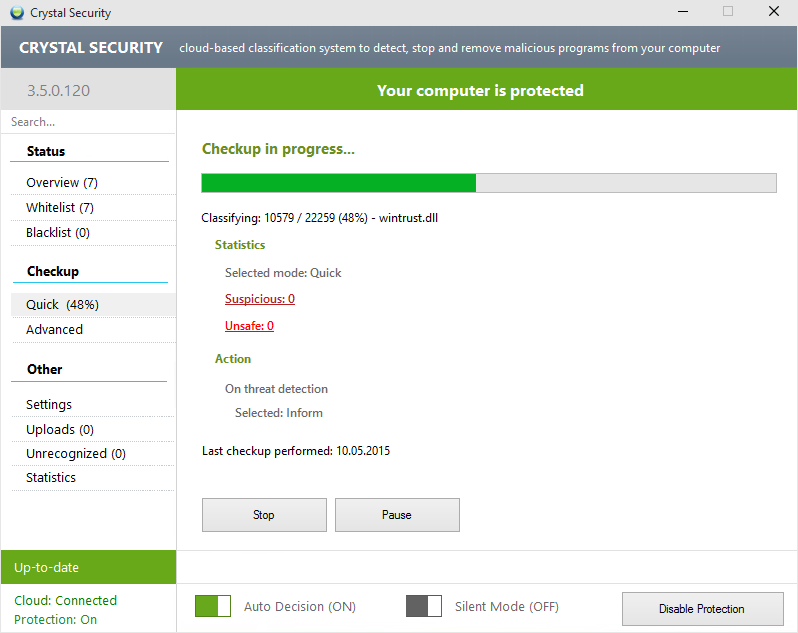 Crystal Security
CRYSTAL SECURITY cloud-based classification system to detect, stop and remove malicious programs from your computer
3.5.0.120
Your computer is protected
Search...
Status
Overview (7)
Whitelist (7)
Blacklist (0)
Checkup
Quick (48%)
Advanced
Other
Settings
Uploads (0)
Unrecognized (0)
Statistics
Checkup in progress...
Classifying: 10579 / 22259 (48%) - wintrust.dll
Statistics
Selected mode: Quick
Suspicious: 0
Unsafe: 0
Action
On threat detection
Selected: Inform
Last checkup performed: 10.05.2015
Stop
Pause
Up-to-date
Cloud: Connected
Protection: On
Auto Decision (ON)
Silent Mode (OFF)
Disable Protection